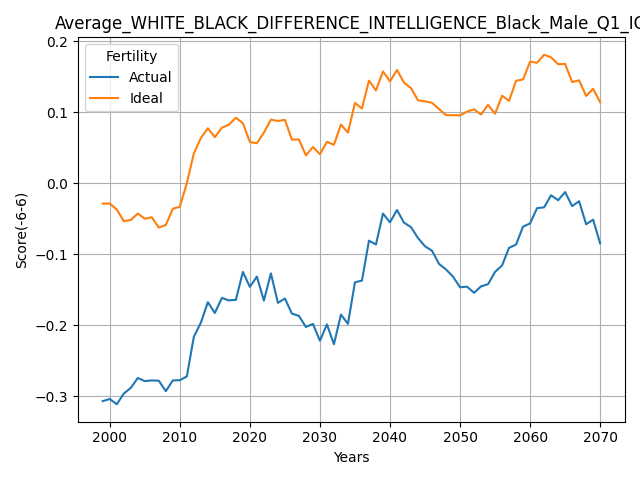 Average_WHITE_BLACK_DIFFERENCE_INTELLIGENCE_Black_Male_Q1_IQ
Fertility
Actual
Ideal
0.2
0.1
0.0
−0.1
−0.2
−0.3
Score(-6-6)
2000 2010 2020 2030 2040 2050 2060 2070
Years